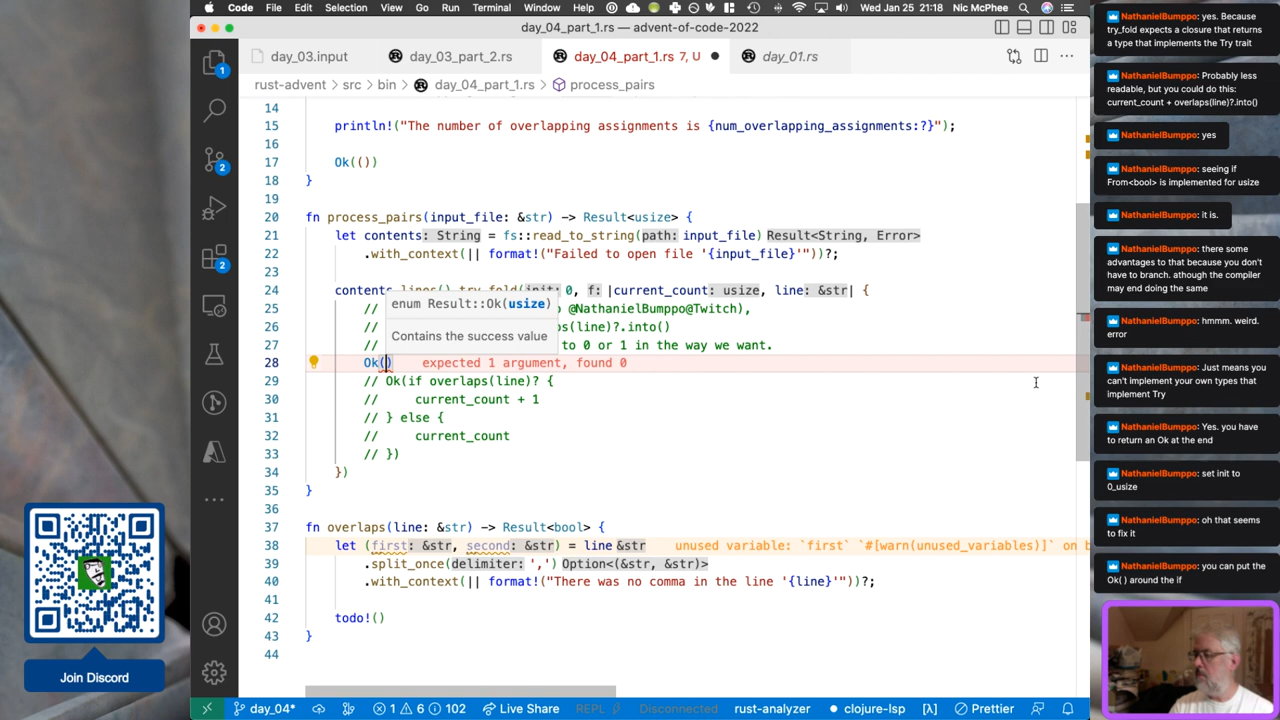 Code File Edit Selection View Go Run Terminal Window Help Wed Jan 25 21:18 Nic McPhee
day_04_part_1.rs — advent-of-code-2022
day_03.input day_03_part_2.rs day_04_part_1.rs 7, U day_01.rs
rust-advent > src > bin > day_04_part_1.rs > process_pairs
14
15 println!("The number of overlapping assignments is {num_overlapping_assignments:?}");
16
17 Ok(())
18 }
19
20 fn process_pairs(input_file: &str) -> Result<usize> {
21 let contents: String = fs::read_to_string(path: input_file) Result<String, Error>
22 .with_context(|| format!("Failed to open file '{input_file}'"))?;
23
24 contents.lines().try_fold(init: 0, f: |current_count: usize, line: &str| {
enum Result::Ok(usize)
Contains the success value
25 // @NathanielBumppo@Twitch),
26 // (line)?.into()
27 // to 0 or 1 in the way we want.
28 Ok() expected 1 argument, found 0
29 // Ok(if overlaps(line)? {
30 // current_count + 1
31 // } else {
32 // current_count
33 // })
34 })
35 }
36
37 fn overlaps(line: &str) -> Result<bool> {
38 let (first: &str, second: &str) = line &str unused variable: `first` `#[warn(unused_variables)]` on b
39 .split_once(delimiter: ',') Option<(&str, &str)>
40 .with_context(|| format!("There was no comma in the line '{line}'"))?;
41
42 todo!()
43 }
44
1
2
2
day_04* 1 6 102 Live Share REPL Disconnected rust-analyzer clojure-lsp [λ] Prettier
Join Discord
NathanielBumppo: yes. Because
try_fold expects a closure that returns
a type that implements the Try trait
NathanielBumppo: Probably less
readable, but you could do this:
current_count + overlaps(line)?.into()
NathanielBumppo: yes
NathanielBumppo: seeing if
From<bool> is implemented for usize
NathanielBumppo: it is.
NathanielBumppo: there some
advantages to that because you don't
have to branch. athough the compiler
may end doing the same
NathanielBumppo: hmmm. weird.
error
NathanielBumppo: Just means you
can't implement your own types that
implement Try
NathanielBumppo: Yes. you have
to return an Ok at the end
NathanielBumppo: set init to
0_usize
NathanielBumppo: oh that seems
to fix it
NathanielBumppo: you can put the
Ok( ) around the if